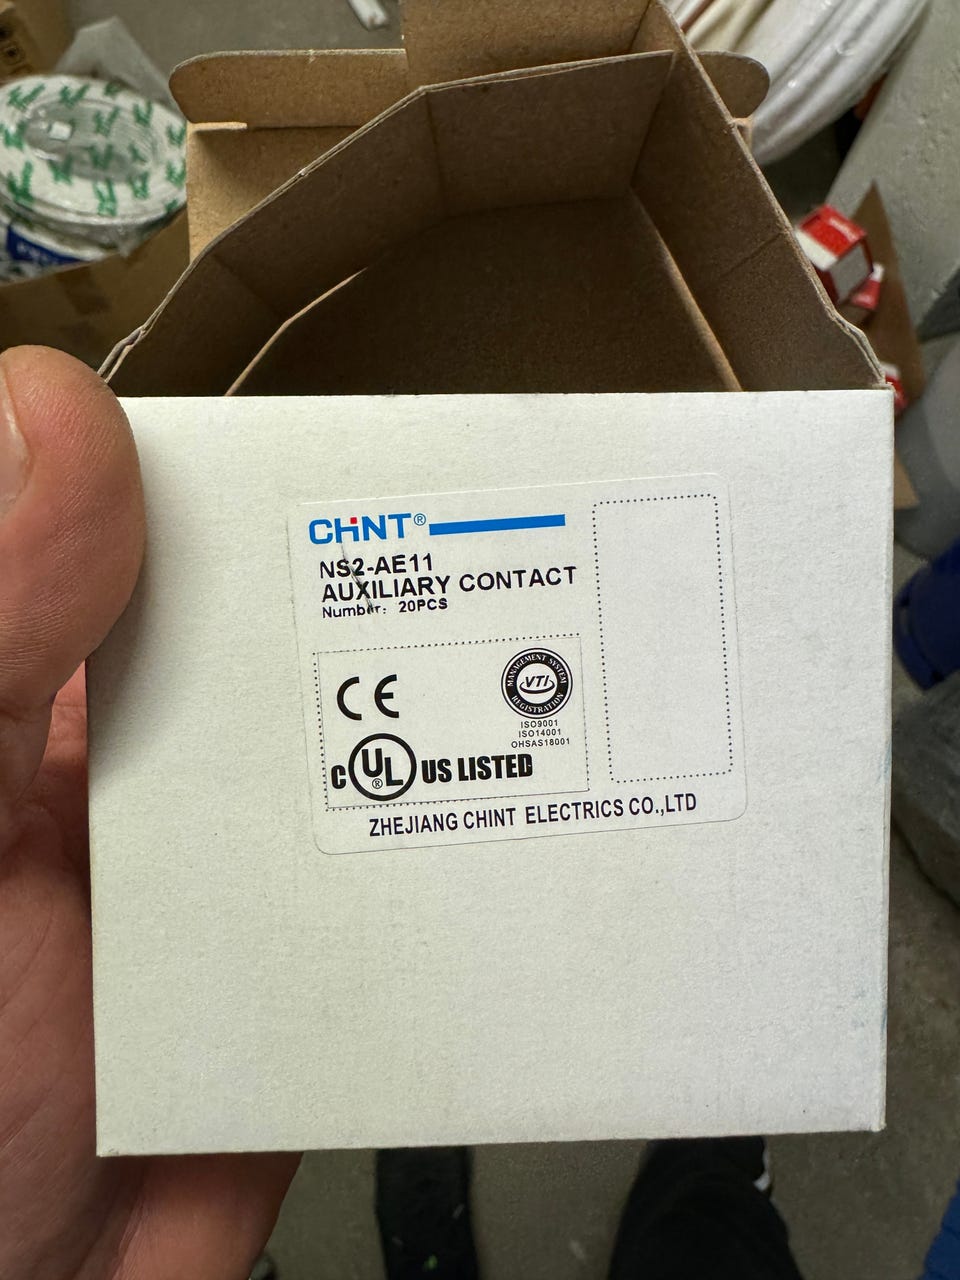 CHiNT®
NS2-AE11
AUXILIARY CONTACT
Number: 20PCS
CE
MANAGEMENT SYSTEM
VTI
REGISTRATION
ISO9001
ISO14001
OHSAS18001
C UL® US LISTED
ZHEJIANG CHINT ELECTRICS CO.,LTD